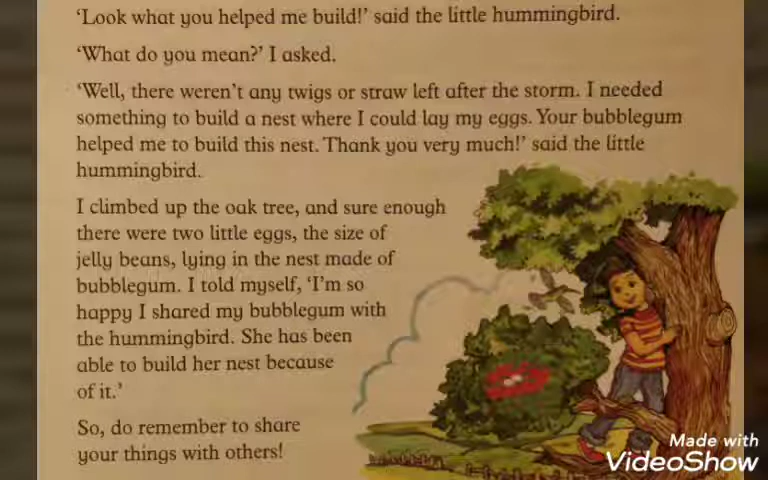 ‘Look what you helped me build!’ said the little hummingbird.
‘What do you mean?’ I asked.
‘Well, there weren’t any twigs or straw left after the storm. I needed
something to build a nest where I could lay my eggs. Your bubblegum
helped me to build this nest. Thank you very much!’ said the little
hummingbird.
I climbed up the oak tree, and sure enough
there were two little eggs, the size of
jelly beans, lying in the nest made of
bubblegum. I told myself, ‘I’m so
happy I shared my bubblegum with
the hummingbird. She has been
able to build her nest because
of it.’
So, do remember to share
your things with others!
Made with
VideoShow